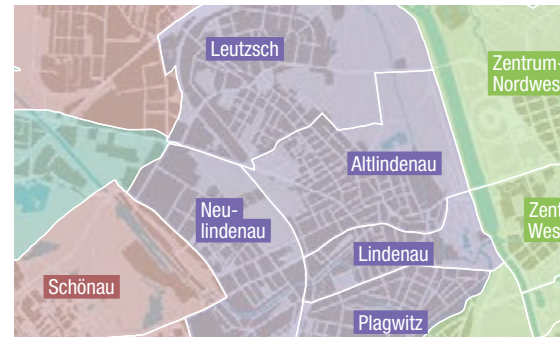 Leutzsch
Zentrum-
Nordwes
Altlindenau
Neu-
lindenau
Zent
Wes
Lindenau
Schönau
Plagwitz